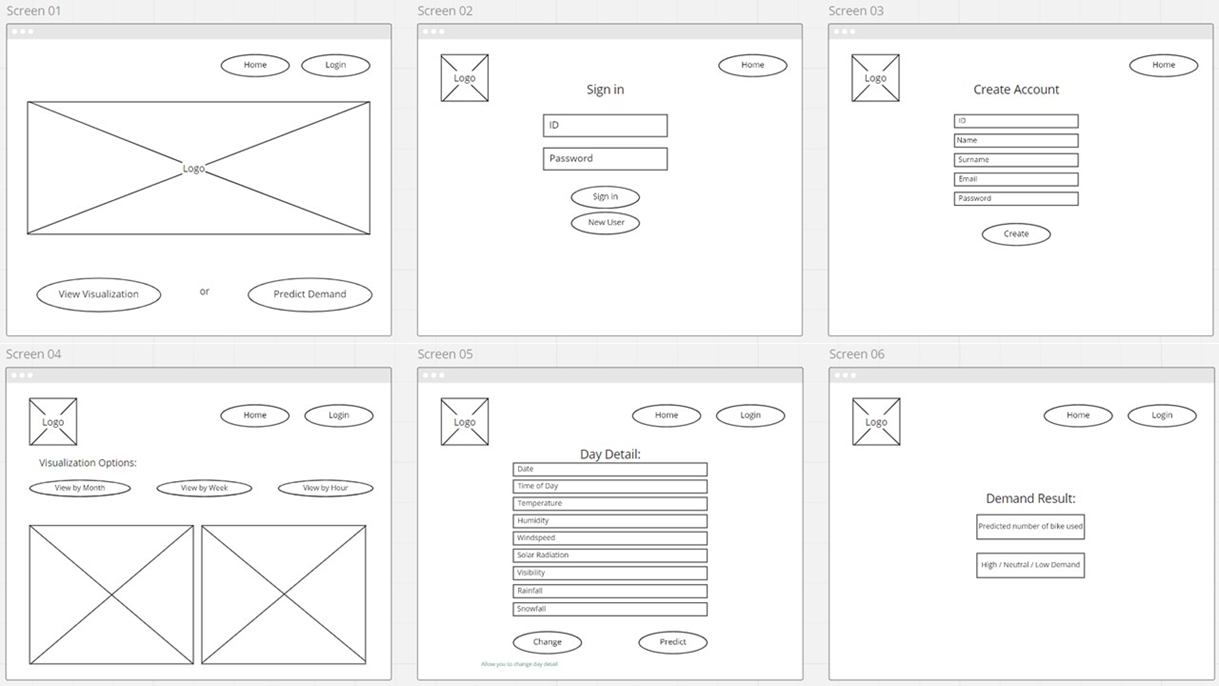 Screen 01
Home
Login
Logo
View Visualization
or
Predict Demand
Screen 02
Logo
Home
Sign in
ID
Password
Sign in
New User
Screen 03
Logo
Home
Create Account
ID
Name
Surname
Email
Password
Create
Screen 04
Logo
Home
Login
Visualization Options:
View by Month
View by Week
View by Hour
Screen 05
Logo
Home
Login
Day Detail:
Date
Time of Day
Temperature
Humidity
Windspeed
Solar Radiation
Visibility
Rainfall
Snowfall
Change
Predict
Allow you to change day detail
Screen 06
Logo
Home
Login
Demand Result:
Predicted number of bike used
High / Neutral / Low Demand